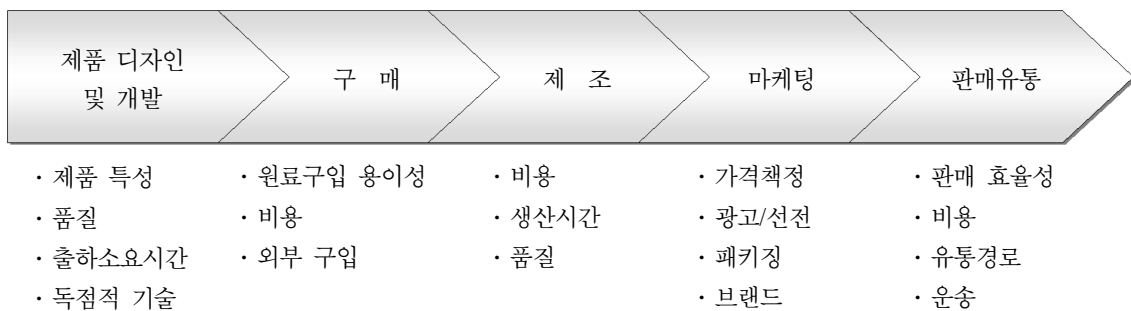 제품 디자인
및 개발
구 매
제 조
마케팅
판매유통
· 제품 특성
· 품질
· 출하소요시간
· 독점적 기술
· 원료구입 용이성
· 비용
· 외부 구입
· 비용
· 생산시간
· 품질
· 가격책정
· 광고/선전
· 패키징
· 브랜드
· 판매 효율성
· 비용
· 유통경로
· 운송